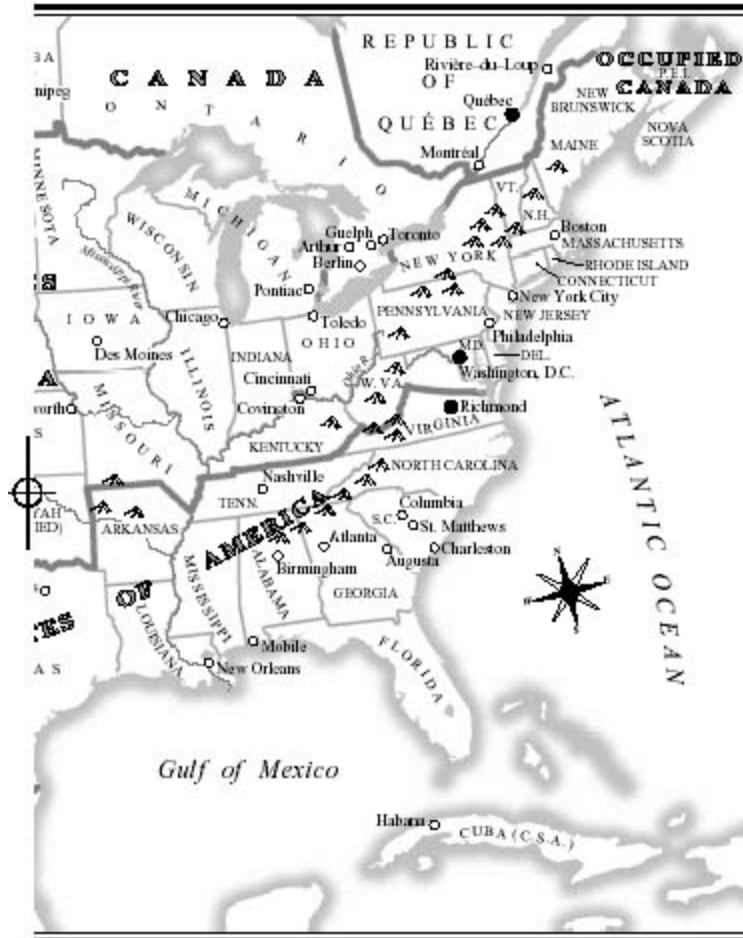 REPUBLIC
OF
QUÉBEC
Rivière-du-Loup
OCCUPIED
CANADA
P.E.I.
NEW
BRUNSWICK
NOVA
SCOTIA
CANADA
ONTARIO
Québec
Montréal
MAINE
VT.
N.H.
MINNESOTA
WISCONSIN
MICHIGAN
Mississippi River
Guelph
Toronto
Arthur
Berlin
NEW YORK
Boston
MASSACHUSETTS
RHODE ISLAND
CONNECTICUT
Pontiac
New York City
PENNSYLVANIA
NEW JERSEY
Chicago
Toledo
IOWA
Des Moines
OHIO
Philadelphia
INDIANA
MD.
DEL.
Washington, D.C.
ILLINOIS
Cincinnati
Ohio R.
W. VA.
Covington
Richmond
VIRGINIA
MISSOURI
KENTUCKY
Nashville
NORTH CAROLINA
TENN.
AMERICA
ARKANSAS
Columbia
S.C.
St. Matthews
Atlanta
Charleston
Birmingham
Augusta
MISSISSIPPI
ALABAMA
GEORGIA
OF
LOUISIANA
Mobile
New Orleans
FLORIDA
ATLANTIC OCEAN
N
E
S
W
Gulf of Mexico
Habana
CUBA (C.S.A.)